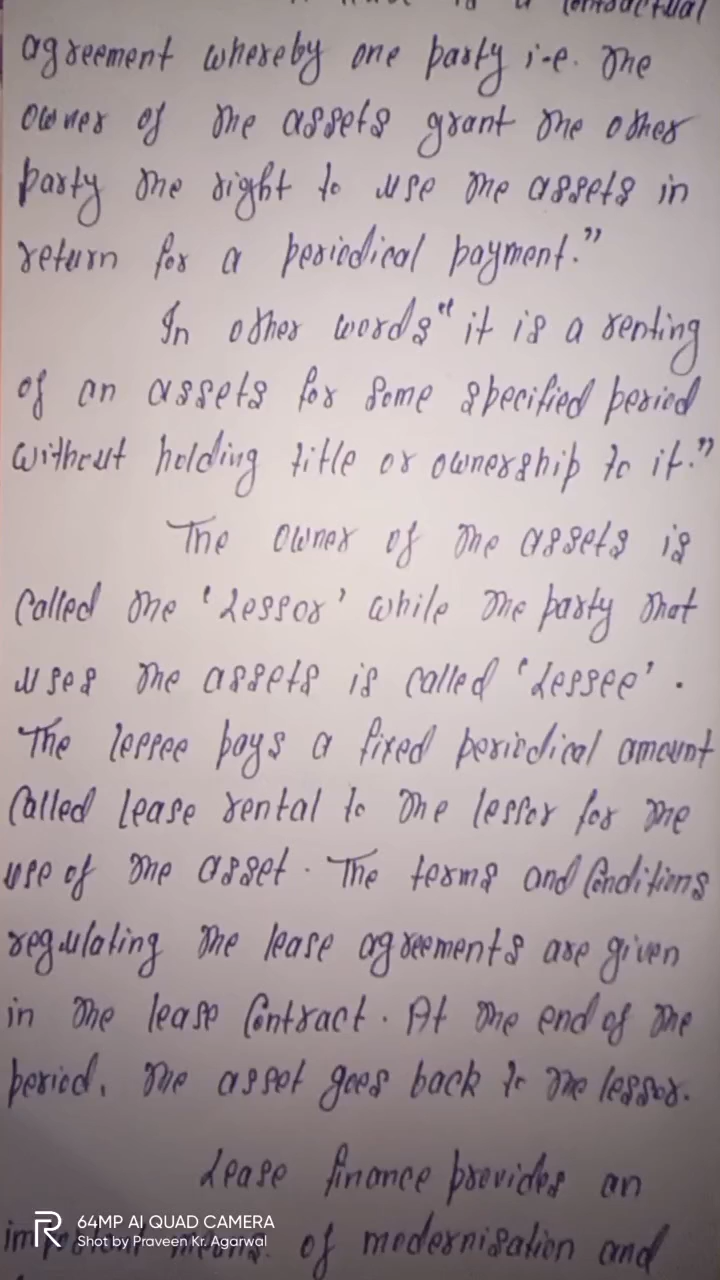 is a contractual
agreement whereby one party i-e. the
owner of the assets grant the other
party the right to use the assets in
return for a periodical payment.”
In other words “it is a renting
of an assets for some specified period
without holding title or ownership to it.”
The owner of the assets is
called the ‘Lessor’ while the party that
uses the assets is called ‘Lessee’.
The lessee pays a fixed periodical amount
called lease rental to the lessor for the
use of the asset. The terms and Conditions
regulating the lease agreements are given
in the lease Contract. At the end of the
period, the asset goes back to the lessor.
Lease finance provides an
important means of modernisation and
R
64MP AI QUAD CAMERA
Shot by Praveen Kr. Agarwal